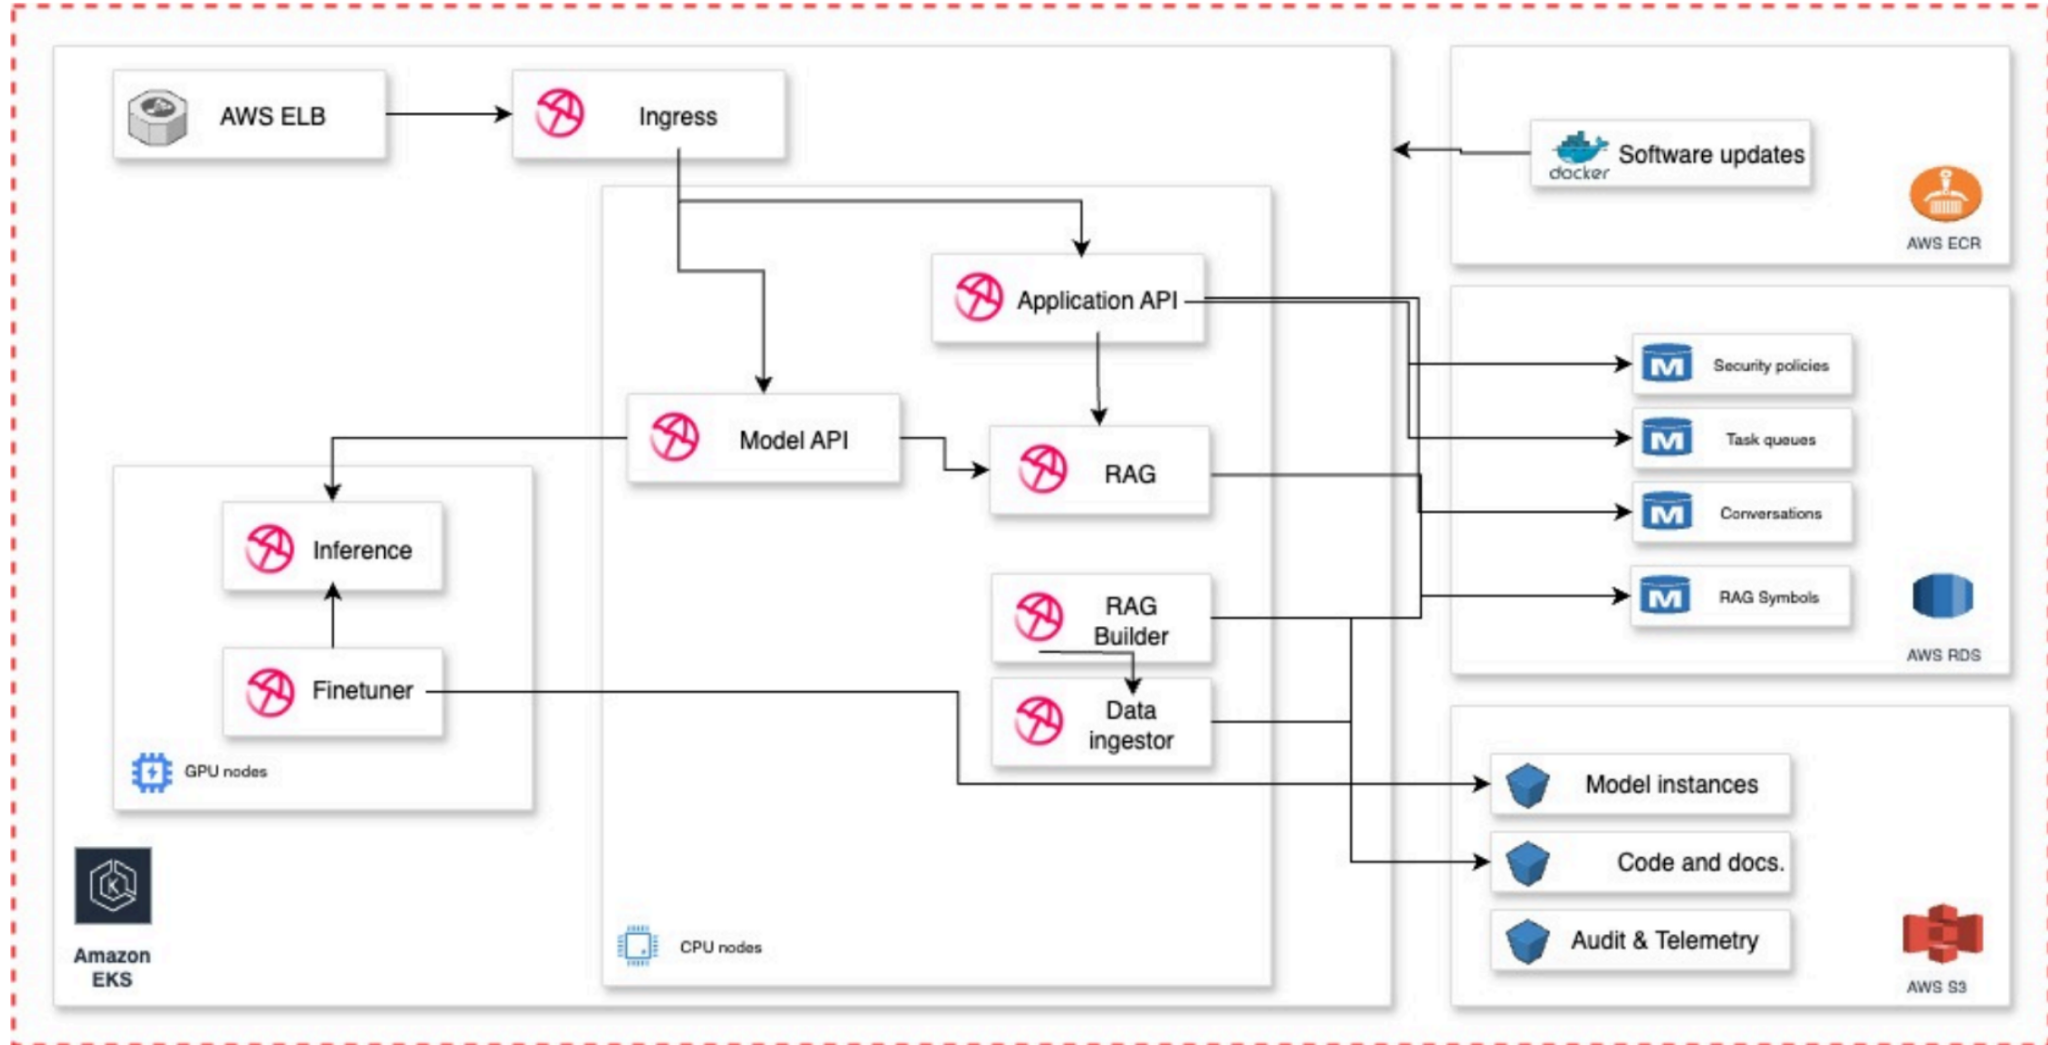 AWS ELB
Ingress
docker
Software updates
AWS ECR
Application API
Security policies
Model API
Task queues
RAG
Conversations
Inference
RAG
Builder
RAG Symbols
AWS RDS
Finetuner
Data
ingestor
GPU nodes
Model instances
Code and docs.
Amazon
EKS
CPU nodes
Audit & Telemetry
AWS S3